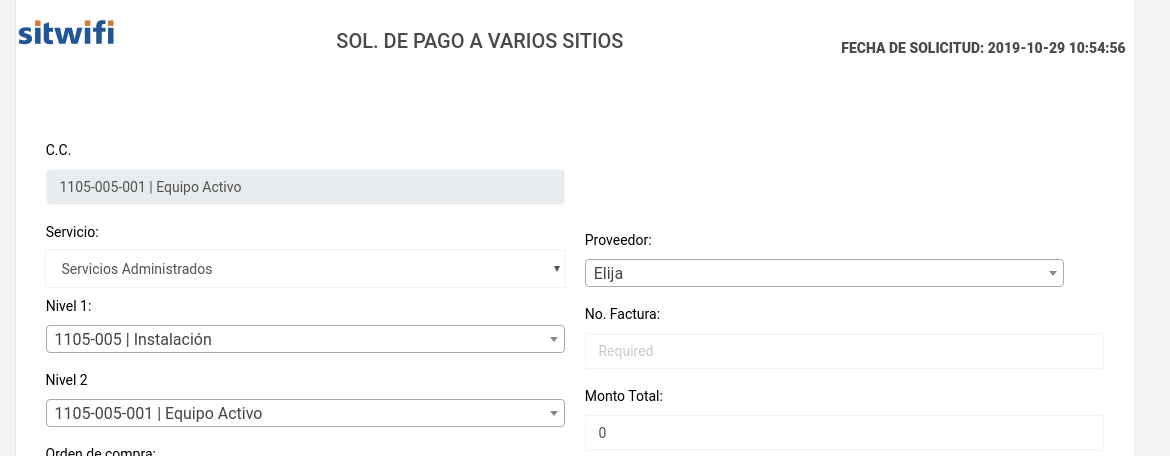 sitwifi
SOL. DE PAGO A VARIOS SITIOS
FECHA DE SOLICITUD: 2019-10-29 10:54:56
C.C.
1105-005-001 | Equipo Activo
Servicio:
Servicios Administrados
Nivel 1:
1105-005 | Instalación
Nivel 2
1105-005-001 | Equipo Activo
Orden de compra:
Proveedor:
Elija
No. Factura:
Required
Monto Total:
0